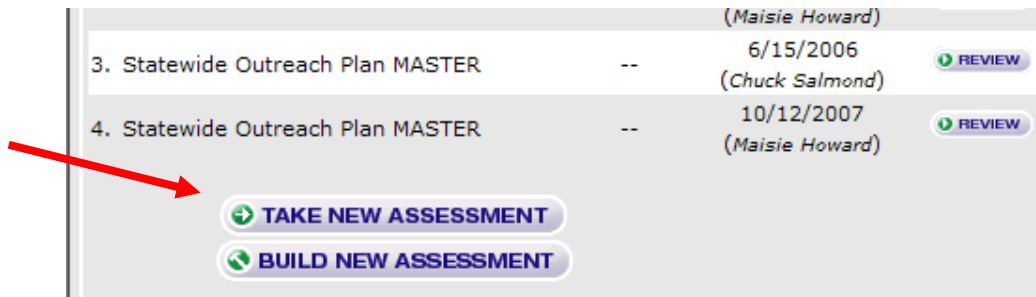 (Maisie Howard)
3. Statewide Outreach Plan MASTER -- 6/15/2006 REVIEW
(Chuck Salmond)
4. Statewide Outreach Plan MASTER -- 10/12/2007 REVIEW
(Maisie Howard)
TAKE NEW ASSESSMENT
BUILD NEW ASSESSMENT